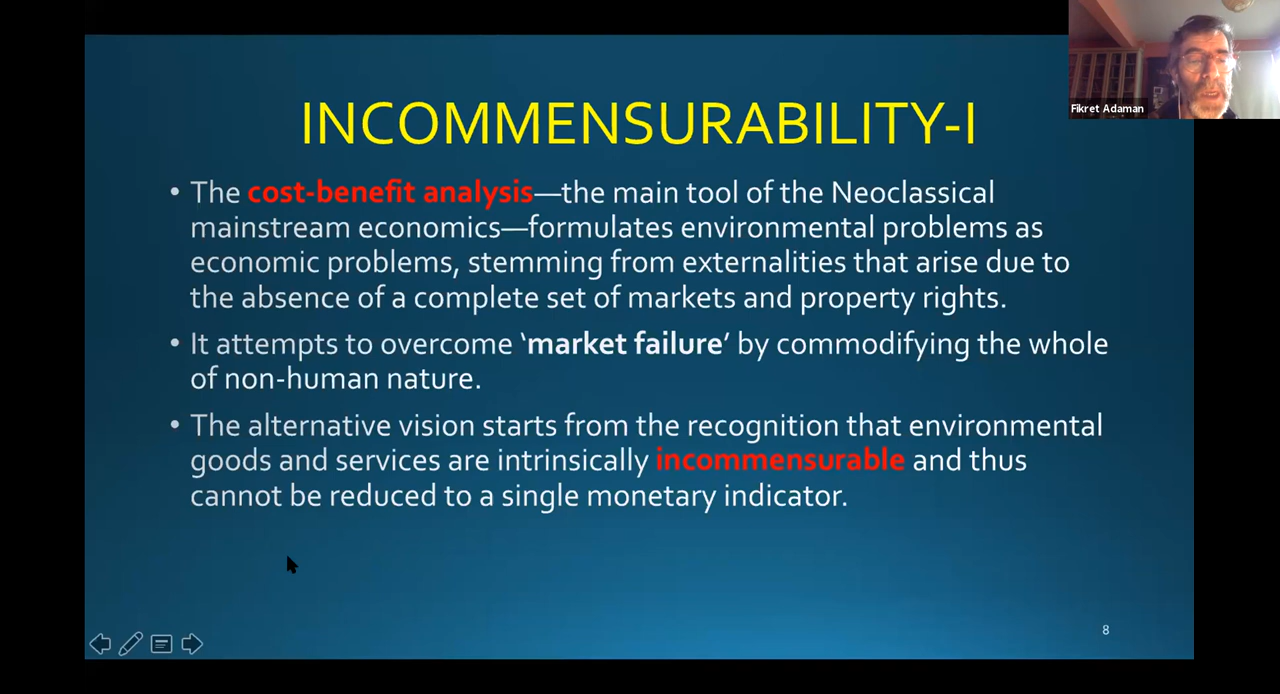 INCOMMENSURABILITY-I
• The cost-benefit analysis—the main tool of the Neoclassical
mainstream economics—formulates environmental problems as
economic problems, stemming from externalities that arise due to
the absence of a complete set of markets and property rights.
• It attempts to overcome ‘market failure’ by commodifying the whole
of non-human nature.
• The alternative vision starts from the recognition that environmental
goods and services are intrinsically incommensurable and thus
cannot be reduced to a single monetary indicator.
8
Fikret Adaman